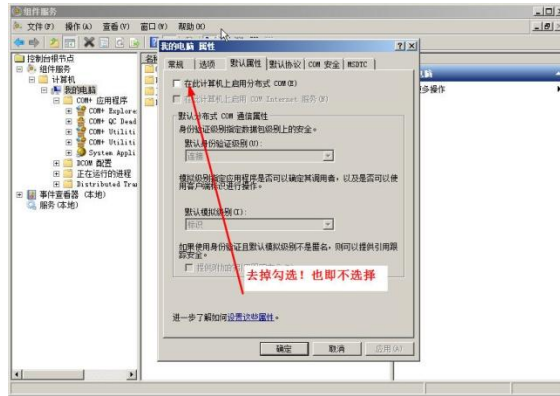 组件服务
文件(F) 操作(A) 查看(V) 窗口(W) 帮助(H)
控制台根节点
组件服务
计算机
我的电脑
COM+ 应用程序
COM+ Explore
COM+ QC Dead
COM+ Utiliti
COM+ Utiliti
System Appli
DCOM 配置
正在运行的进程
Distributed Tra
事件查看器 (本地)
服务(本地)
名称
我的电脑 属性
常规 选项 默认属性 默认协议 COM 安全 MSDTC
在此计算机上启用分布式 COM(E)
在此计算机上启用 COM Internet 服务(N)
默认分布式 COM 通信属性
身份验证级别指定数据包级别上的安全。
默认身份验证级别(U):
连接
模拟级别指定应用程序是否可以确定其调用者，以及是否可以使
用客户端标识进行操作。
默认模拟级别(I):
标识
如果使用身份验证且默认模拟级别不是匿名，则可以提供引用跟
踪安全。
去掉勾选！也即不选择
进一步了解如何设置这些属性。
确定 取消 应用(A)
电脑
更多操作